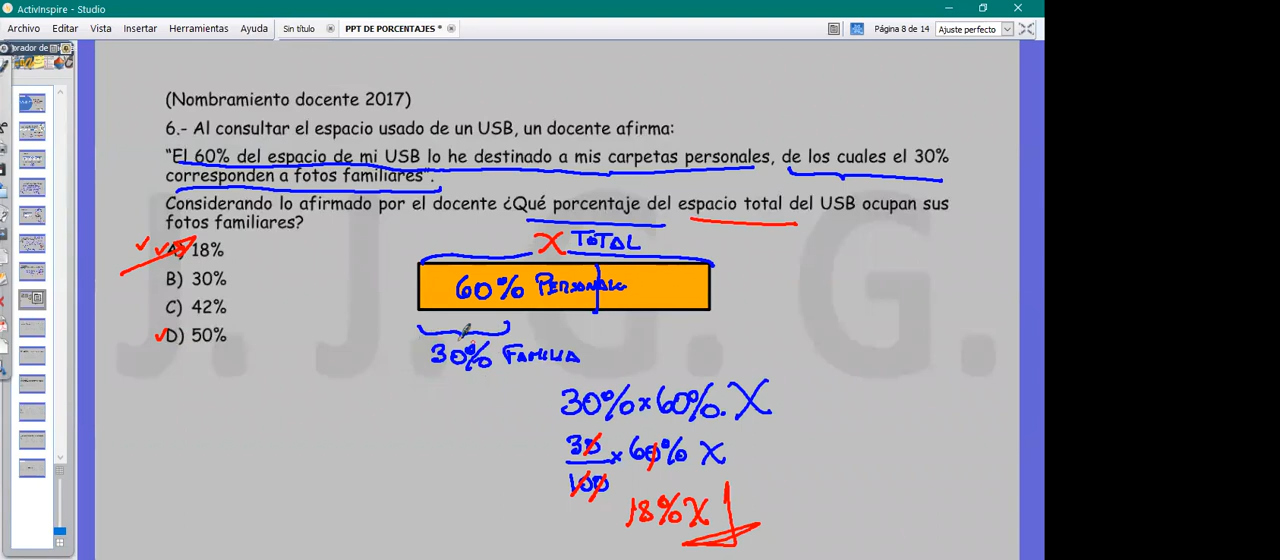 ActivInspire - Studio
Archivo Editar Vista Insertar Herramientas Ayuda Sin título PPT DE PORCENTAJES * Página 8 de 14 Ajuste perfecto
orador de
(Nombramiento docente 2017)
6.- Al consultar el espacio usado de un USB, un docente afirma:
“El 60% del espacio de mi USB lo he destinado a mis carpetas personales, de los cuales el 30%
corresponden a fotos familiares”.
Considerando lo afirmado por el docente ¿Qué porcentaje del espacio total del USB ocupan sus
fotos familiares?
X TOTAL
A) 18%
B) 30%
60% PERSONALES
C) 42%
D) 50%
30% FAMILIA
J. J. G. G.
30% x 60%. X
30
100
x 60% X
18% X